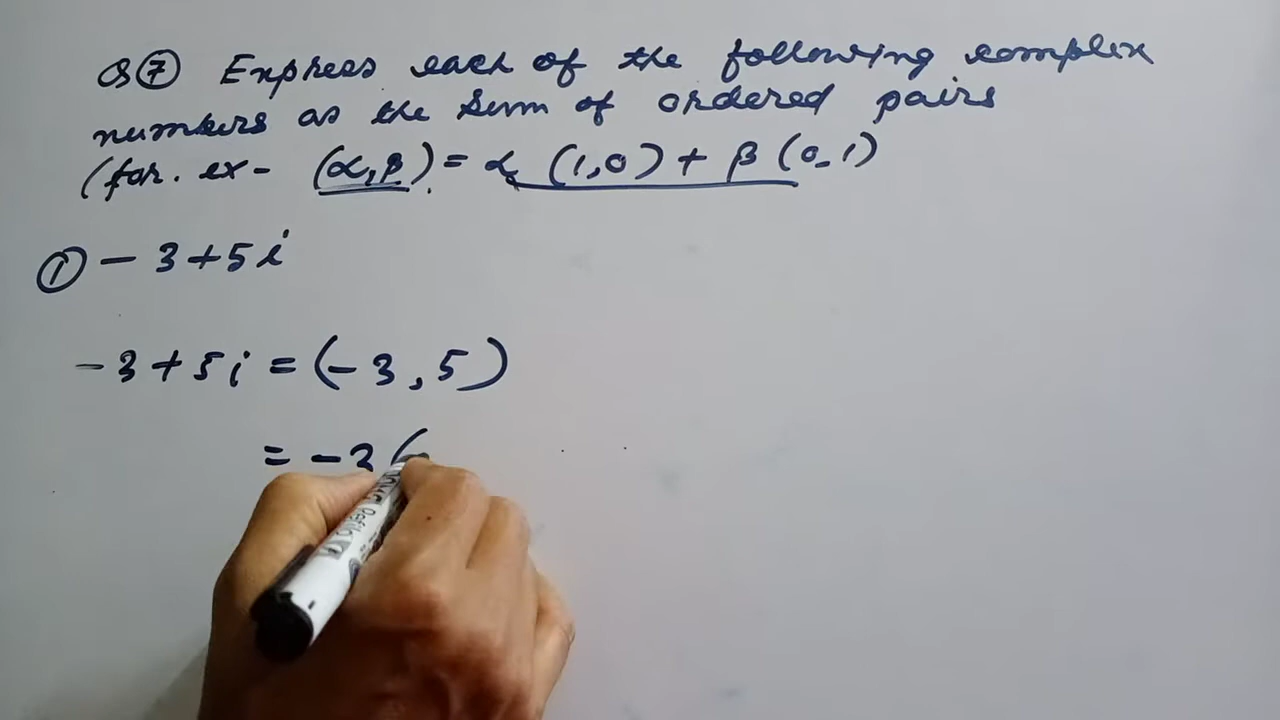 Q ⑦ Express each of the following complex
numbers as the sum of ordered pairs
(for. ex - (α, β) = α (1,0) + β (0,1)
① - 3 + 5i
-3 + 5i = (-3, 5)
= -3 (